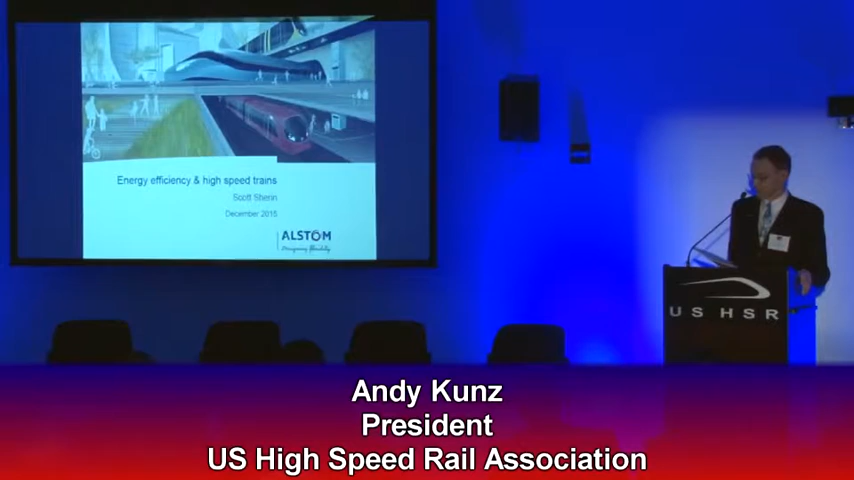 Energy efficiency & high speed trains
Scott Sherin
December 2015
ALSTOM
US HSR
Andy Kunz
President
US High Speed Rail Association